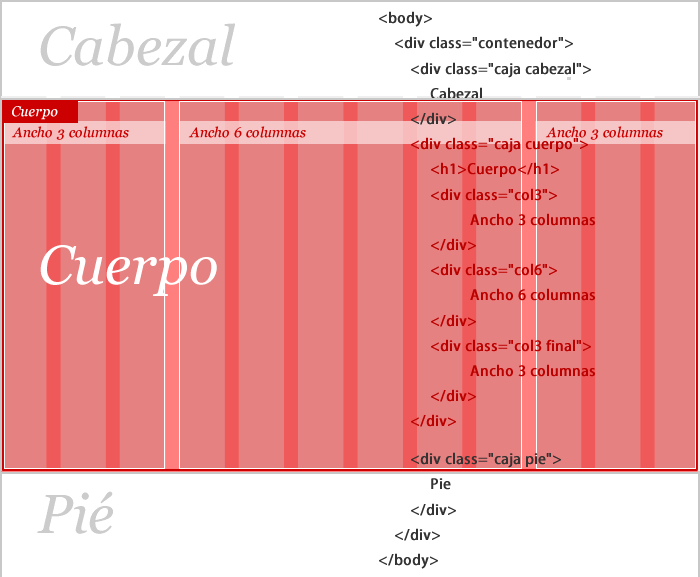 Cabezal
<body>
<div class="contenedor">
<div class="caja cabezal">
Cabezal
</div>
Cuerpo
Ancho 3 columnas
Ancho 6 columnas
Ancho 3 columnas
<div class="caja cuerpo">
<h1>Cuerpo</h1>
<div class="col3">
Ancho 3 columnas
</div>
Cuerpo
<div class="col6">
Ancho 6 columnas
</div>
<div class="col3 final">
Ancho 3 columnas
</div>
</div>
<div class="caja pie">
Pie
</div>
Pié
</div>
</body>